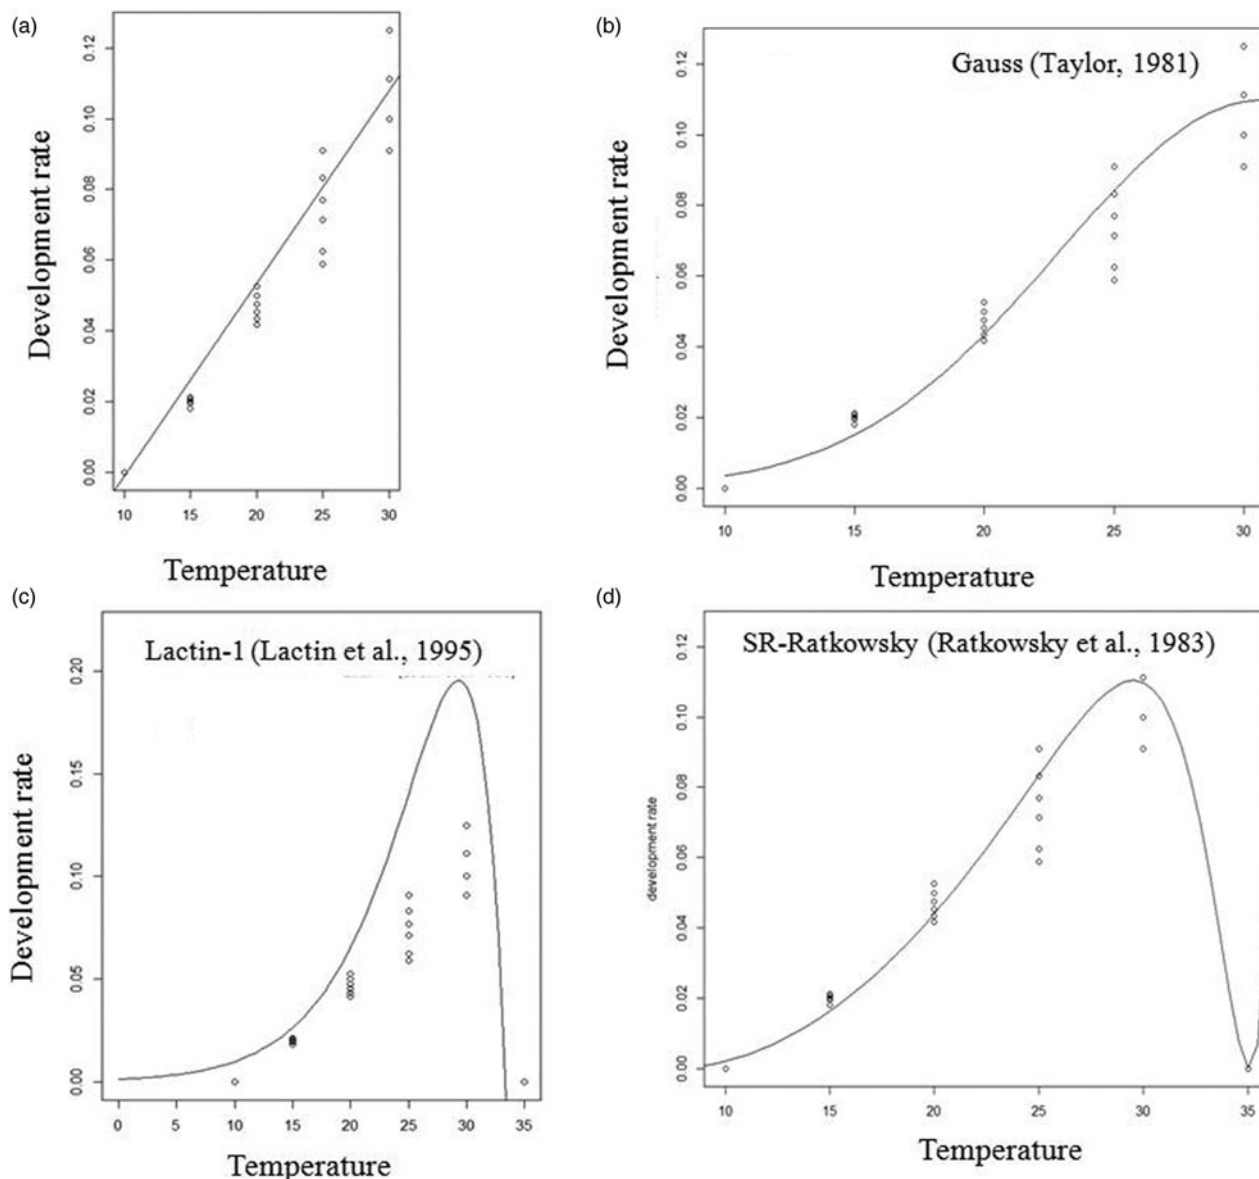 (a)
Development rate
0.12
0.10
0.08
0.06
0.04
0.02
0.00
10 15 20 25 30
Temperature
(b)
Gauss (Taylor, 1981)
Development rate
0.12
0.10
0.08
0.06
0.04
0.02
0.00
10 15 20 25 30
Temperature
(c)
Lactin-1 (Lactin et al., 1995)
Development rate
0.20
0.15
0.10
0.05
0.00
0 5 10 15 20 25 30 35
Temperature
(d)
SR-Ratkowsky (Ratkowsky et al., 1983)
development rate
0.12
0.10
0.08
0.06
0.04
0.02
0.00
10 15 20 25 30 35
Temperature